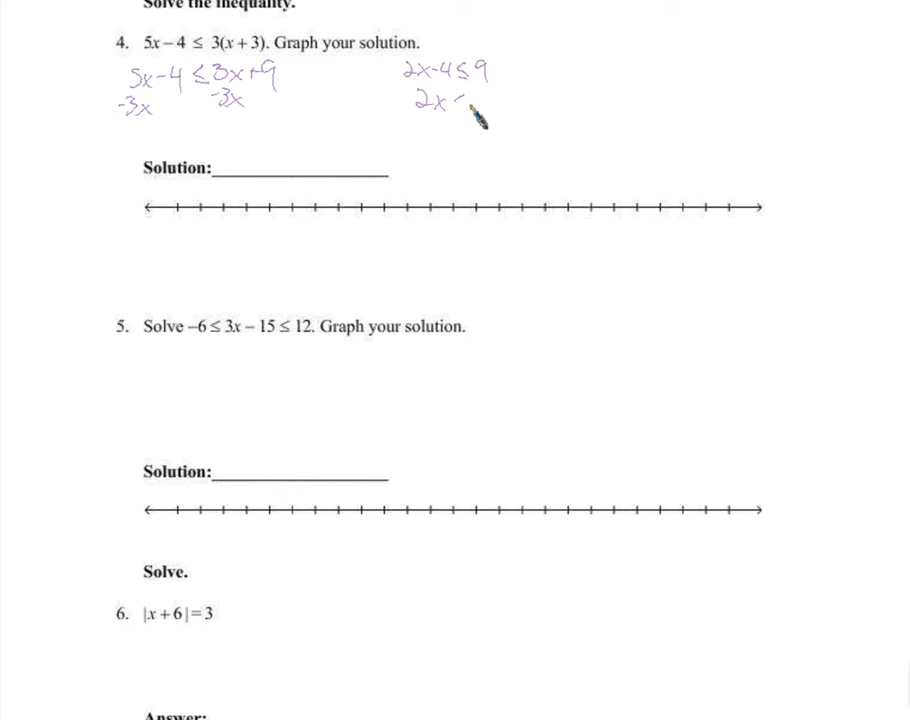 Solve the inequality.
4. 5x – 4 ≤ 3(x + 3). Graph your solution.
5x-4 ≤ 3x+9 2x-4≤9
-3x -3x 2x
Solution:
5. Solve –6 ≤ 3x – 15 ≤ 12. Graph your solution.
Solution:
Solve.
6. |x + 6| = 3
Answer: